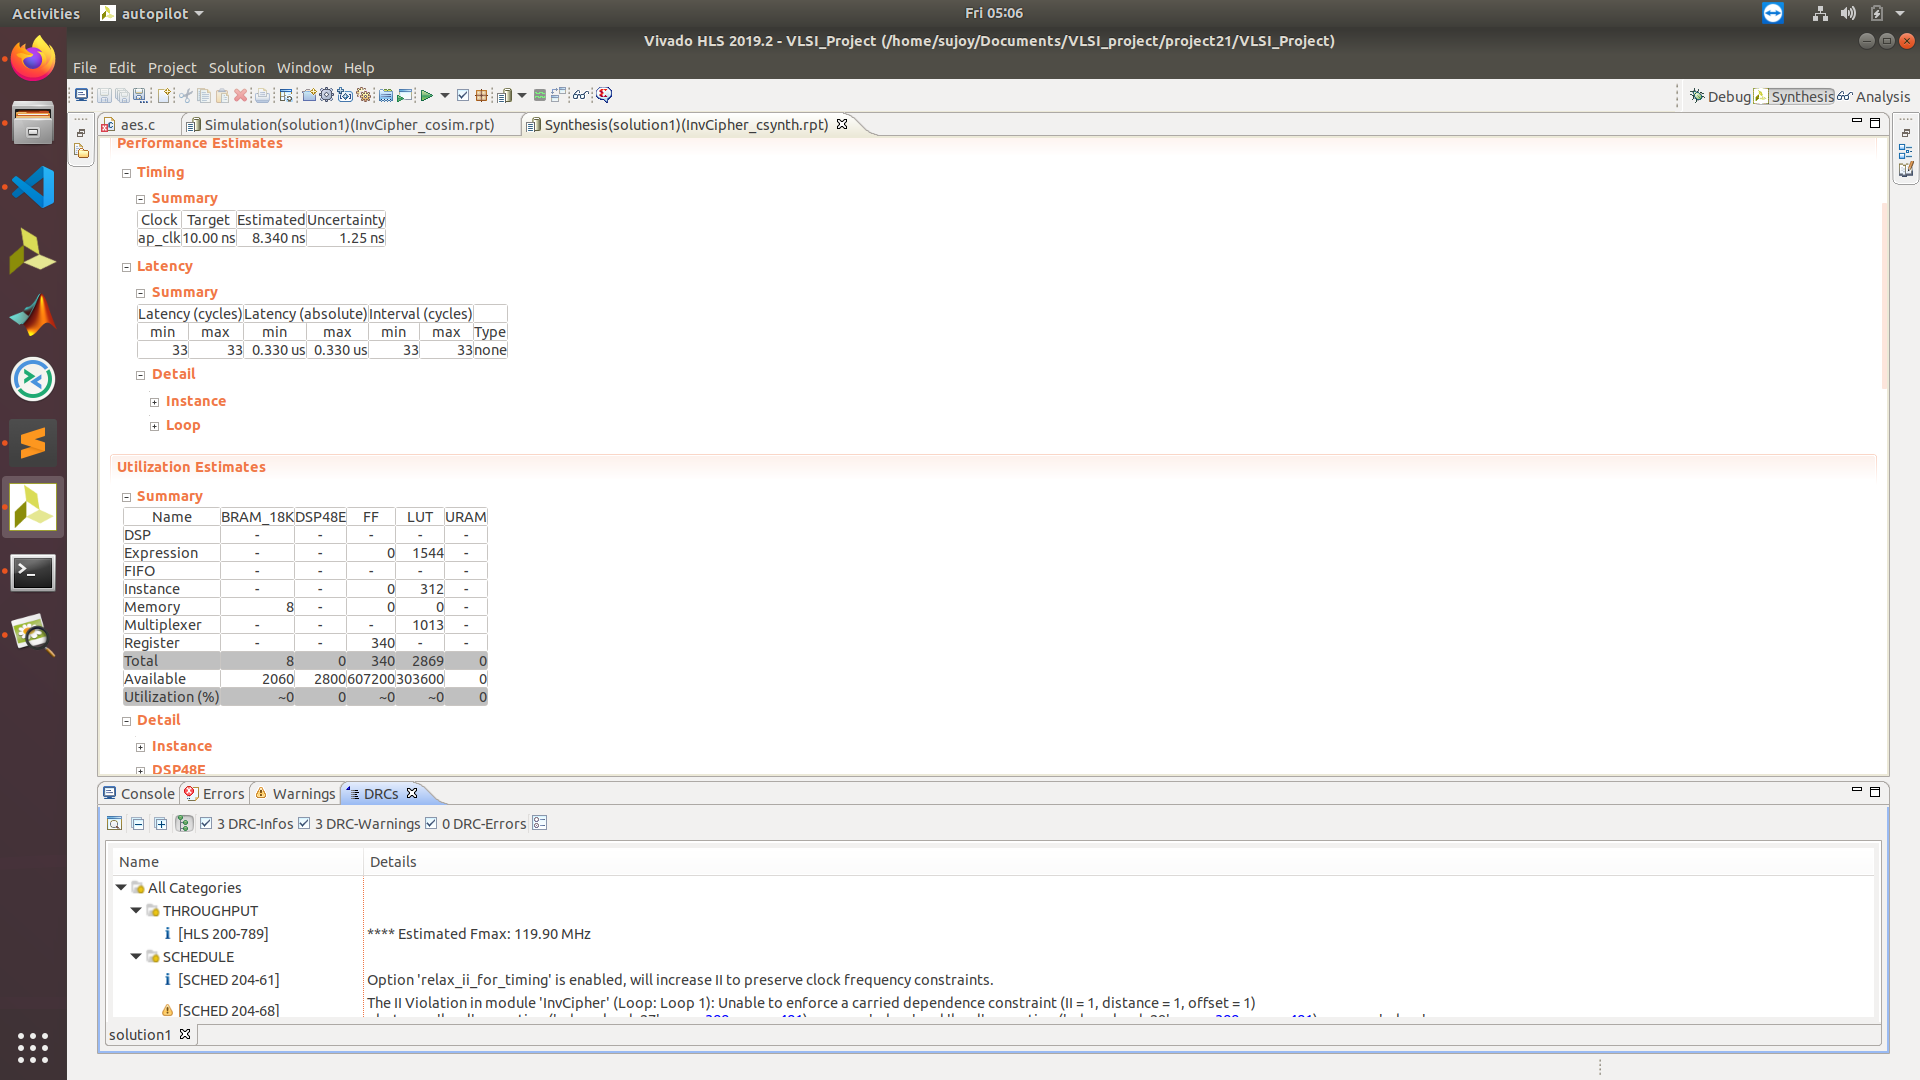 Activities autopilot Fri 05:06
Vivado HLS 2019.2 - VLSI_Project (/home/sujoy/Documents/VLSI_project/project21/VLSI_Project)
File Edit Project Solution Window Help
Debug Synthesis Analysis
aes.c Simulation(solution1)(InvCipher_cosim.rpt) Synthesis(solution1)(InvCipher_csynth.rpt)
Performance Estimates
Timing
Summary
Clock Target Estimated Uncertainty
ap_clk 10.00 ns 8.340 ns 1.25 ns
Latency
Summary
Latency (cycles) Latency (absolute) Interval (cycles)
min max min max min max Type
33 33 0.330 us 0.330 us 33 33 none
Detail
Instance
Loop
Utilization Estimates
Summary
Name BRAM_18K DSP48E FF LUT URAM
DSP - - - - -
Expression - - 0 1544 -
FIFO - - - - -
Instance - - 0 312 -
Memory 8 - 0 0 -
Multiplexer - - - 1013 -
Register - - 340 - -
Total 8 0 340 2869 0
Available 2060 2800 607200 303600 0
Utilization (%) ~0 0 ~0 ~0 0
Detail
Instance
DSP48E
Console Errors Warnings DRCs
3 DRC-Infos 3 DRC-Warnings 0 DRC-Errors
Name Details
All Categories
THROUGHPUT
[HLS 200-789] **** Estimated Fmax: 119.90 MHz
SCHEDULE
[SCHED 204-61] Option 'relax_ii_for_timing' is enabled, will increase II to preserve clock frequency constraints.
[SCHED 204-68] The II Violation in module 'InvCipher' (Loop: Loop 1): Unable to enforce a carried dependence constraint (II = 1, distance = 1, offset = 1)
solution1